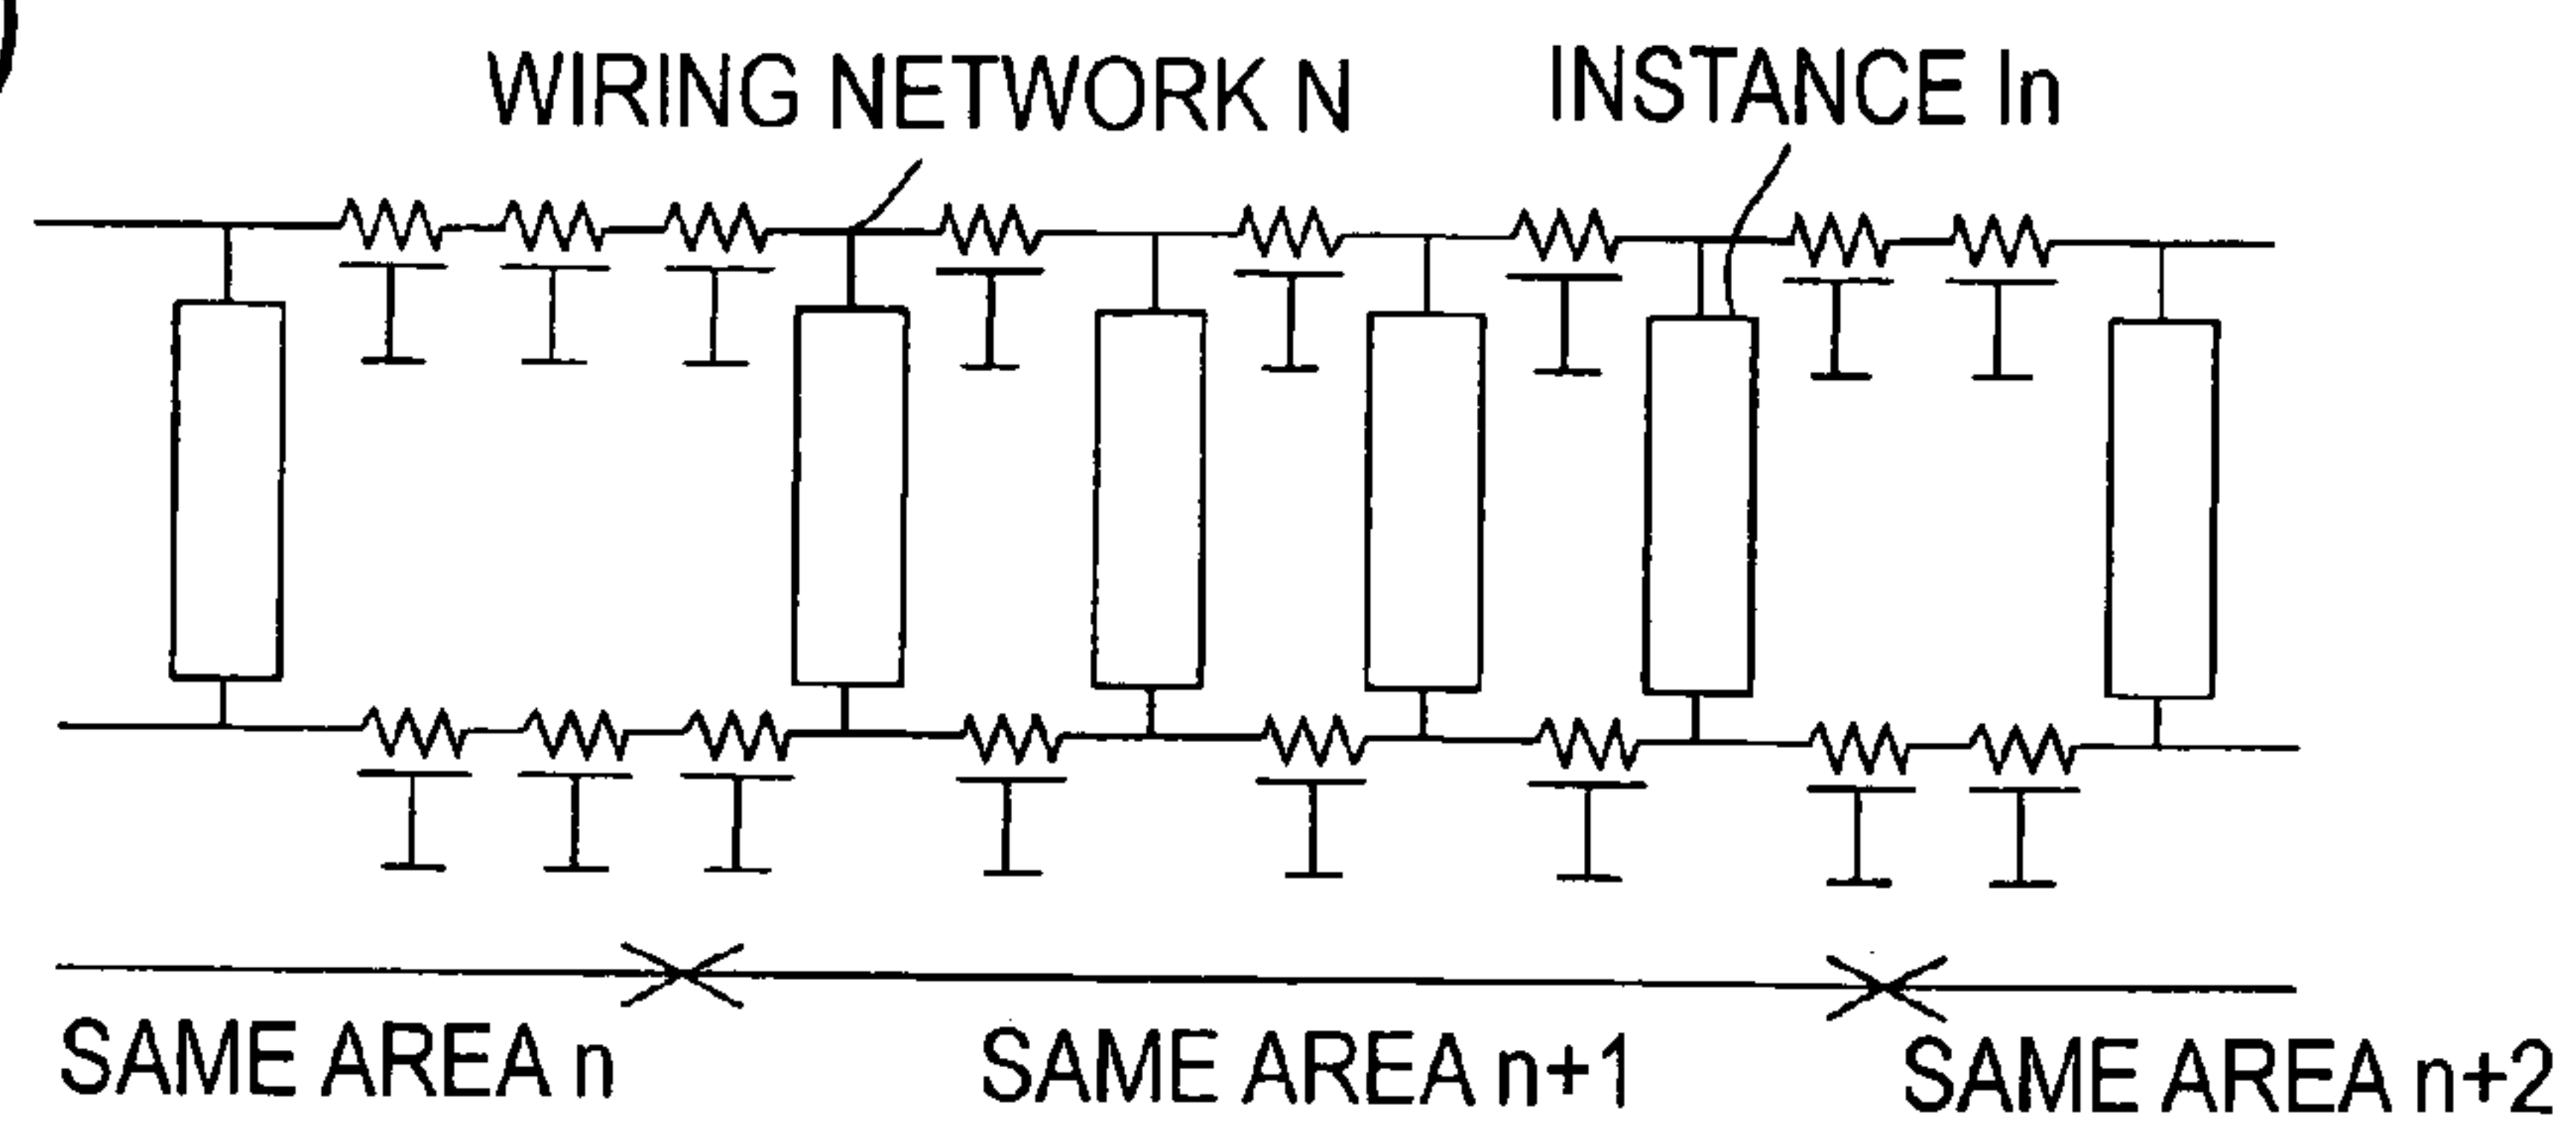 WIRING NETWORK N
INSTANCE In
SAME AREA n
SAME AREA n+1
SAME AREA n+2